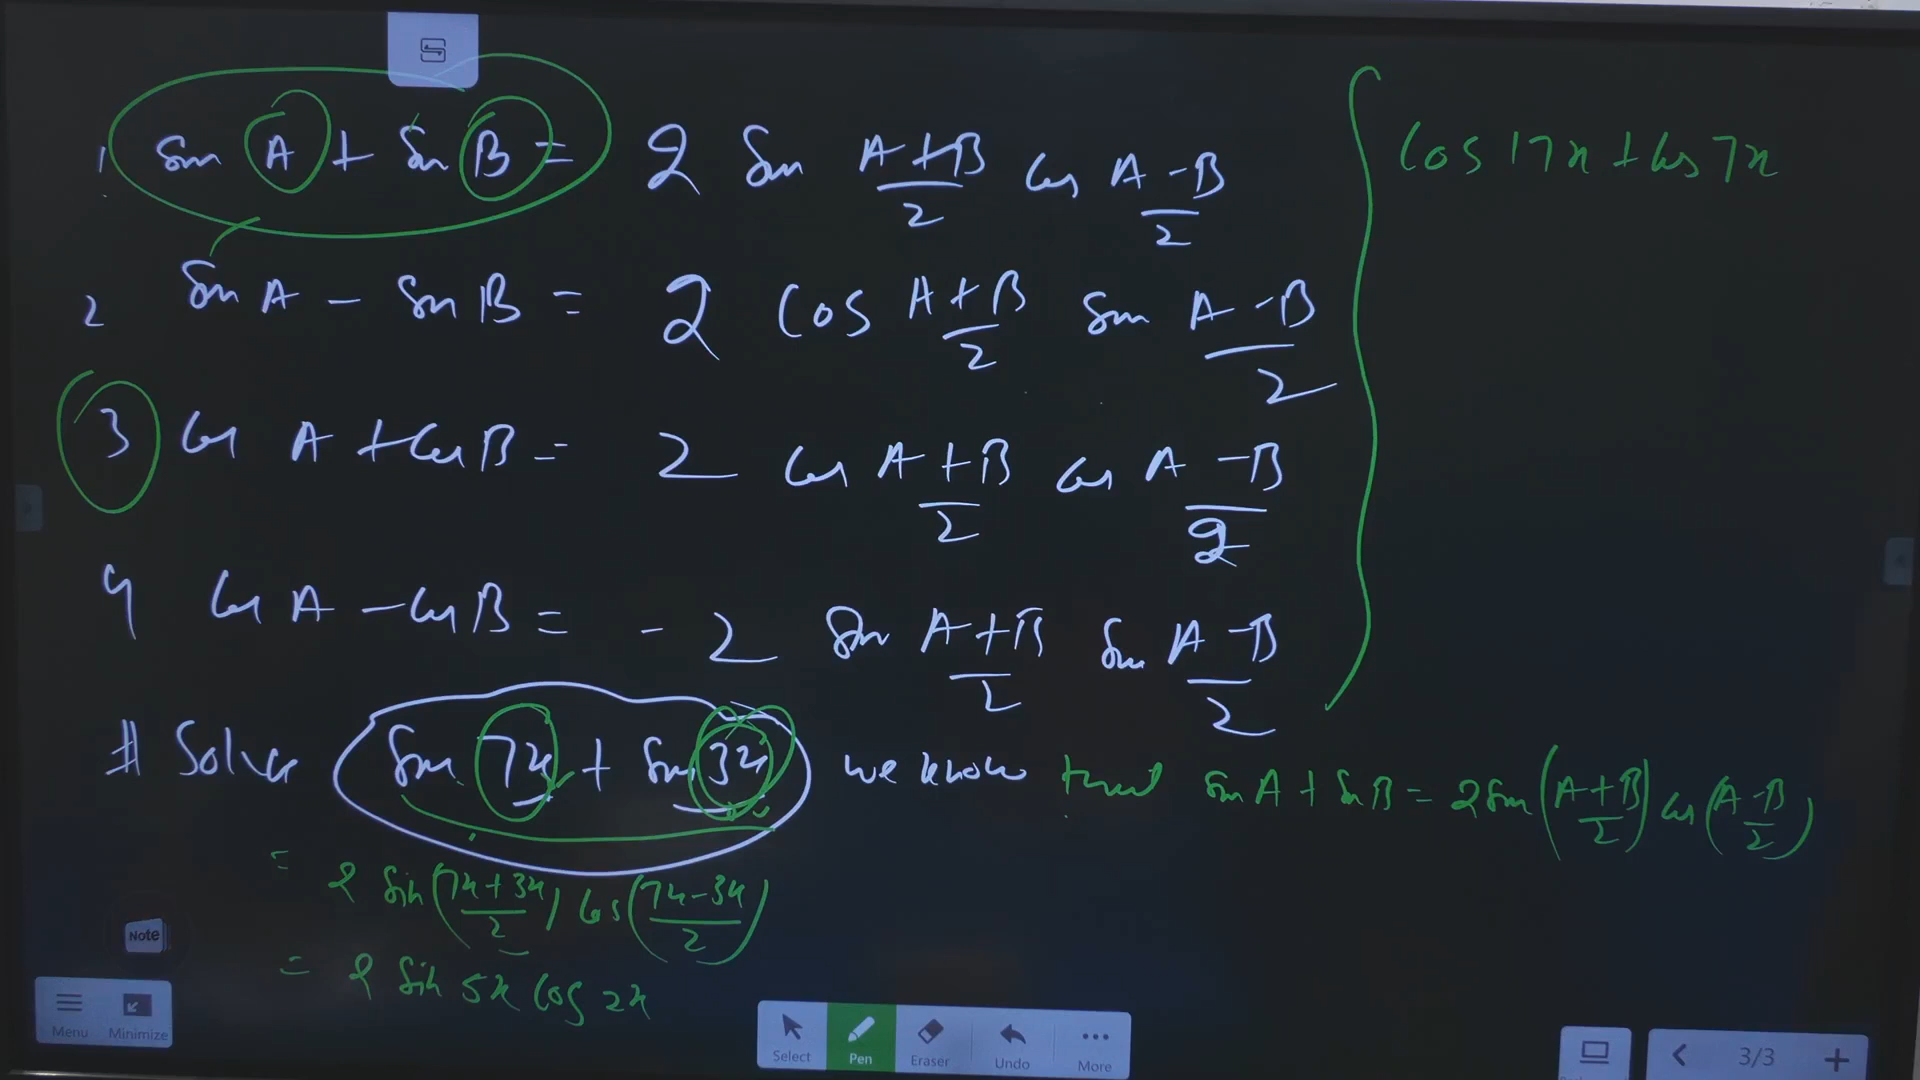 1 sin A + sin B = 2 sin A+B/2 cos A-B/2
2 sin A - sin B = 2 cos A+B/2 sin A-B/2
3 cos A + cos B = 2 cos A+B/2 cos A-B/2
4 cos A - cos B = -2 sin A+B/2 sin A-B/2
cos 17x + cos 7x
# Solve sin 7x + sin 3x we know that sin A + sin B = 2 sin (A+B/2) cos (A-B/2)
= 2 sin (7x+3x/2) cos (7x-3x/2)
= 2 sin 5x cos 2x
Note
Menu Minimize
Select Pen Eraser Undo More
3/3